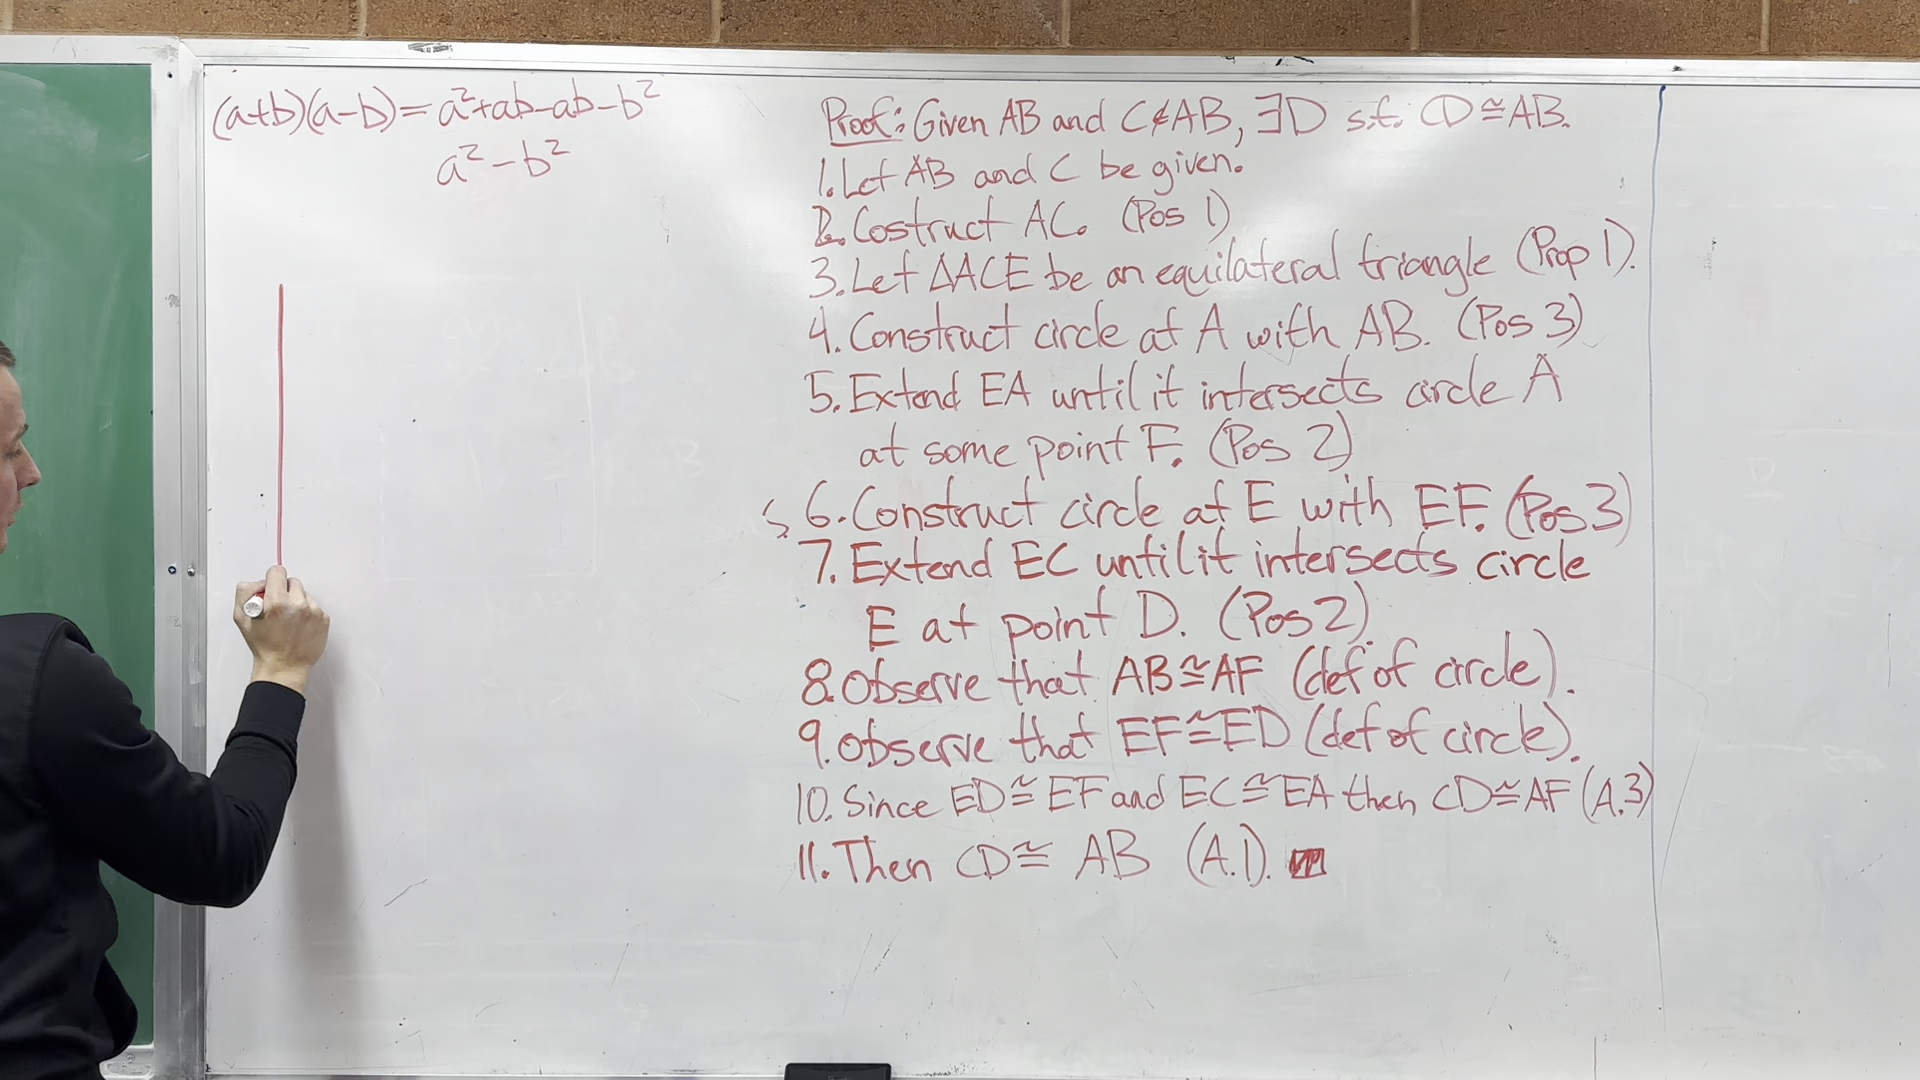 (a+b)(a-b)=a²+ab-ab-b²
a²-b²
Proof: Given AB and C∉AB, ∃D s.t. CD≅AB.
1. Let AB and C be given.
2. Costruct AC. (Pos 1)
3. Let ΔACE be an equilateral triangle (Prop 1).
4. Construct circle at A with AB. (Pos 3)
5. Extend EA until it intersects circle A
at some point F. (Pos 2)
6. Construct circle at E with EF. (Pos 3)
7. Extend EC until it intersects circle
E at point D. (Pos 2)
8. Observe that AB≅AF (def of circle).
9. Observe that EF≅ED (def of circle).
10. Since ED≅EF and EC≅EA then CD≅AF (A.3)
11. Then CD≅AB (A.1).